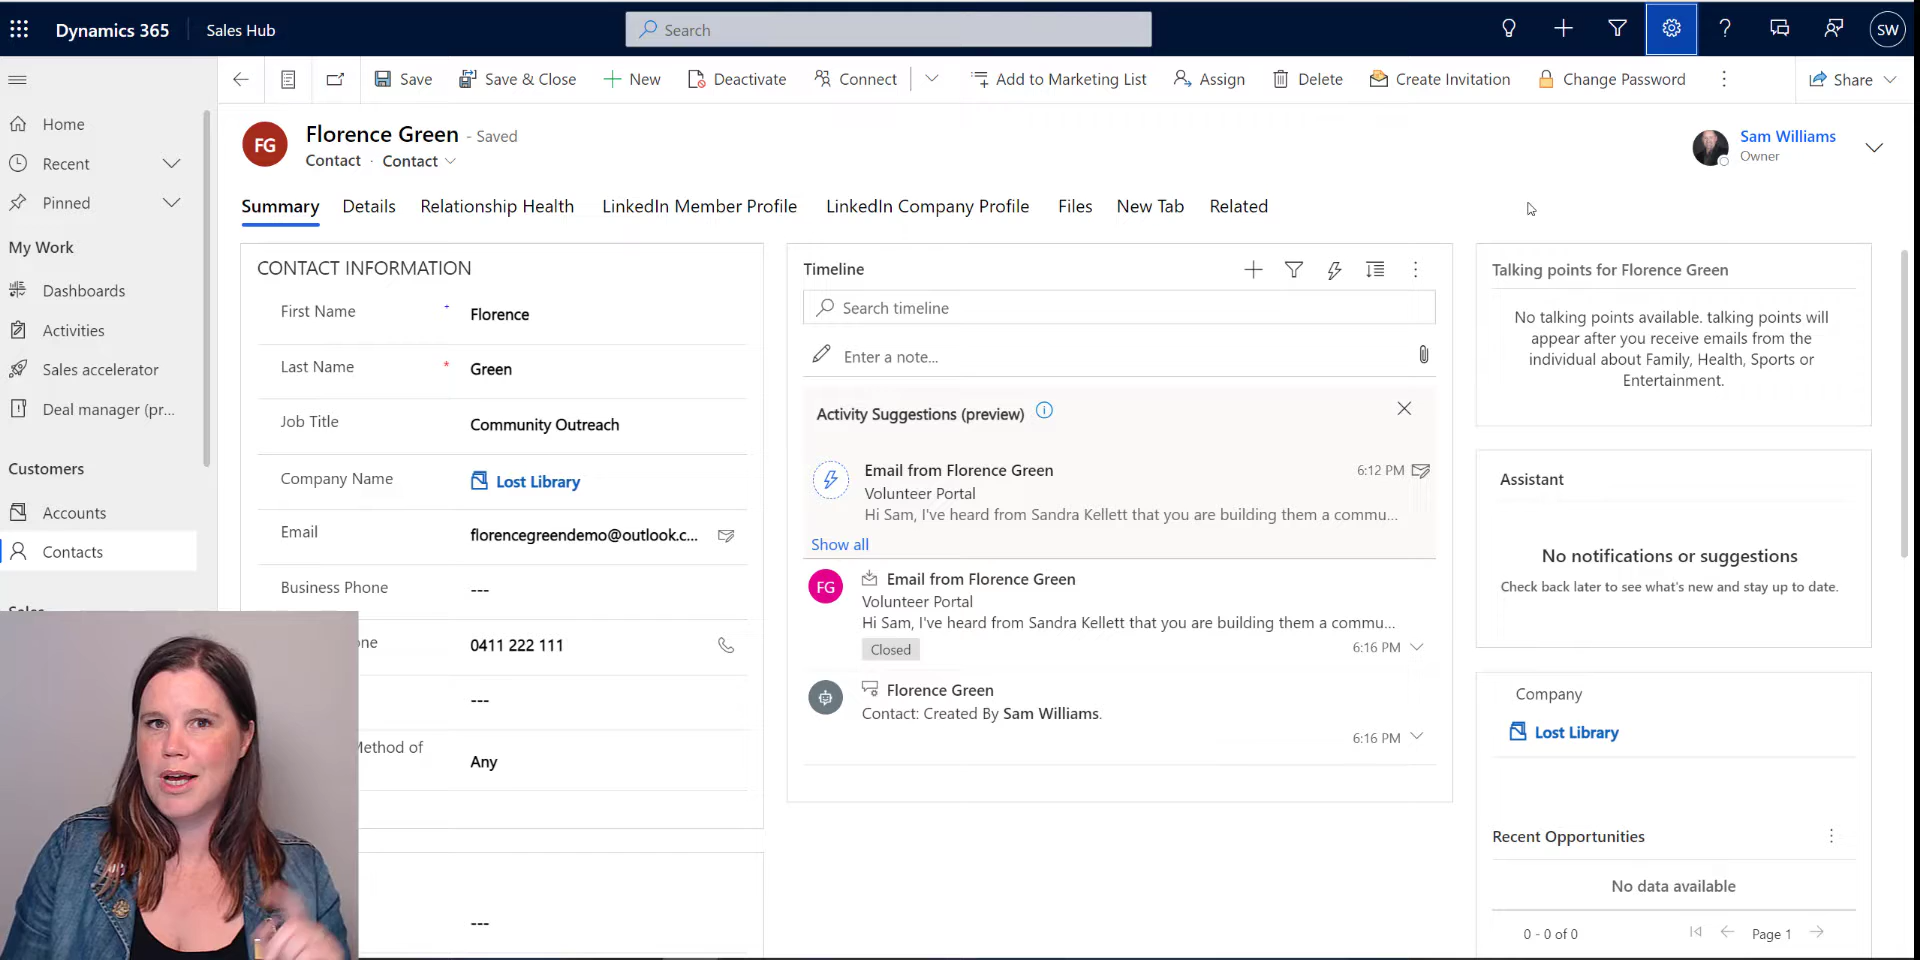 Dynamics 365
Sales Hub
Search
SW
Save
Save & Close
New
Deactivate
Connect
Add to Marketing List
Assign
Delete
Create Invitation
Change Password
Share
Home
Recent
Pinned
My Work
Dashboards
Activities
Sales accelerator
Deal manager (pr...
Customers
Accounts
Contacts
Sales
FG
Florence Green - Saved
Contact · Contact
Sam Williams
Owner
Summary
Details
Relationship Health
LinkedIn Member Profile
LinkedIn Company Profile
Files
New Tab
Related
CONTACT INFORMATION
First Name + Florence
Last Name * Green
Job Title Community Outreach
Company Name Lost Library
Email florencegreendemo@outlook.c...
Business Phone ---
ne 0411 222 111
---
Method of
Any
---
Timeline
Search timeline
Enter a note...
Activity Suggestions (preview)
Email from Florence Green 6:12 PM
Volunteer Portal
Hi Sam, I've heard from Sandra Kellett that you are building them a commu...
Show all
FG
Email from Florence Green
Volunteer Portal
Hi Sam, I've heard from Sandra Kellett that you are building them a commu...
Closed 6:16 PM
Florence Green
Contact: Created By Sam Williams.
6:16 PM
Talking points for Florence Green
No talking points available. talking points will
appear after you receive emails from the
individual about Family, Health, Sports or
Entertainment.
Assistant
No notifications or suggestions
Check back later to see what's new and stay up to date.
Company
Lost Library
Recent Opportunities
No data available
0 - 0 of 0
Page 1